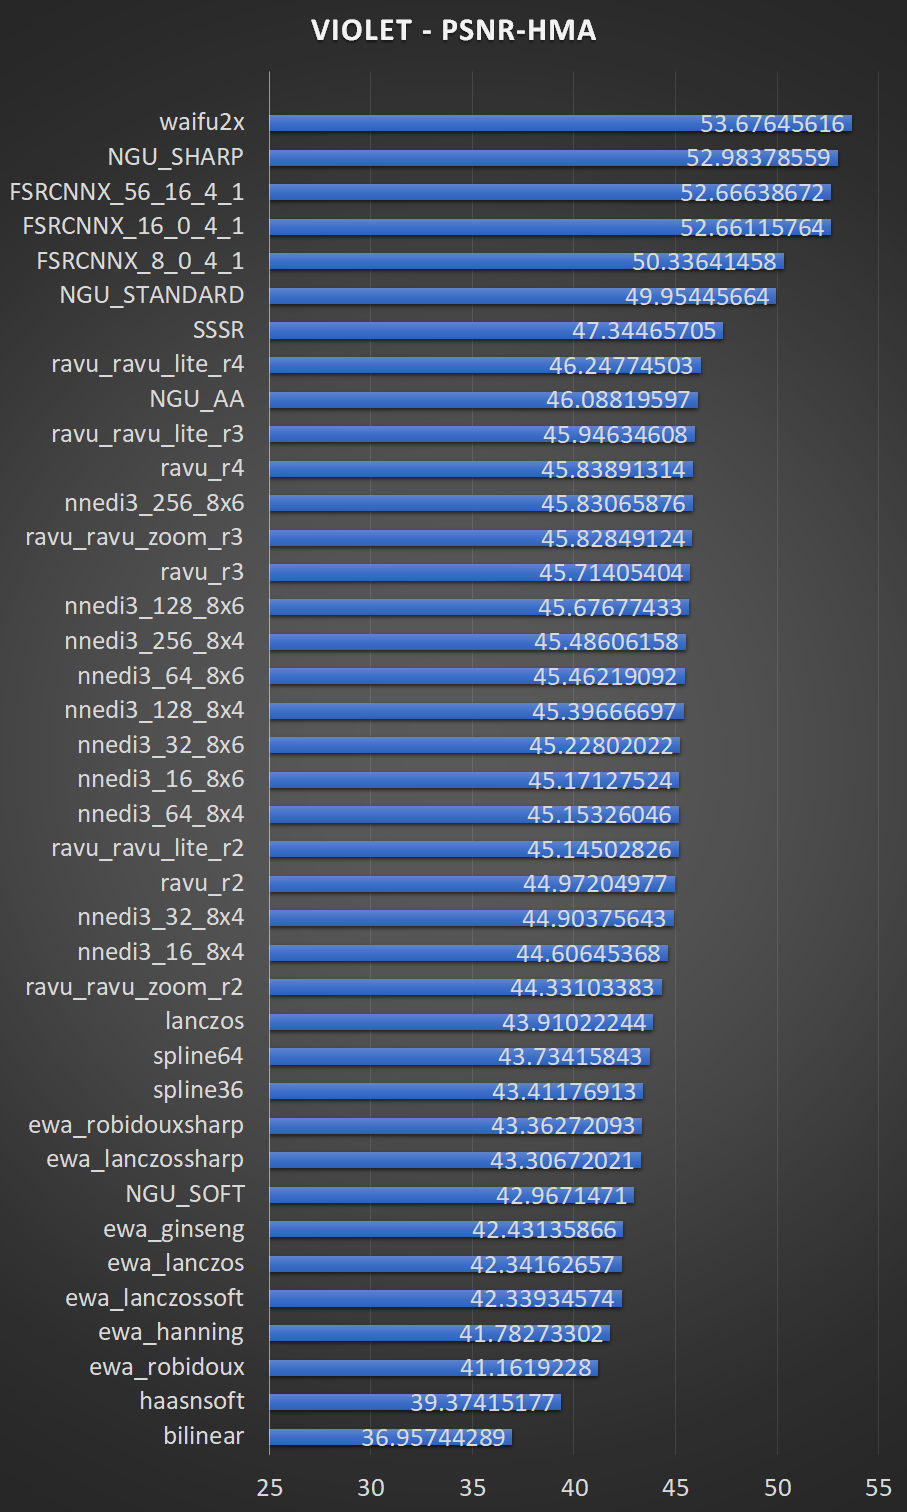 VIOLET - PSNR-HMA
waifu2x 53.67645616
NGU_SHARP 52.98378559
FSRCNNX_56_16_4_1 52.66638672
FSRCNNX_16_0_4_1 52.66115764
FSRCNNX_8_0_4_1 50.33641458
NGU_STANDARD 49.95445664
SSSR 47.34465705
ravu_ravu_lite_r4 46.24774503
NGU_AA 46.08819597
ravu_ravu_lite_r3 45.94634608
ravu_r4 45.83891314
nnedi3_256_8x6 45.83065876
ravu_ravu_zoom_r3 45.82849124
ravu_r3 45.71405404
nnedi3_128_8x6 45.67677433
nnedi3_256_8x4 45.48606158
nnedi3_64_8x6 45.46219092
nnedi3_128_8x4 45.39666697
nnedi3_32_8x6 45.22802022
nnedi3_16_8x6 45.17127524
nnedi3_64_8x4 45.15326046
ravu_ravu_lite_r2 45.14502826
ravu_r2 44.97204977
nnedi3_32_8x4 44.90375643
nnedi3_16_8x4 44.60645368
ravu_ravu_zoom_r2 44.33103383
lanczos 43.91022244
spline64 43.73415843
spline36 43.41176913
ewa_robidouxsharp 43.36272093
ewa_lanczossharp 43.30672021
NGU_SOFT 42.9671471
ewa_ginseng 42.43135866
ewa_lanczos 42.34162657
ewa_lanczossoft 42.33934574
ewa_hanning 41.78273302
ewa_robidoux 41.1619228
haasnsoft 39.37415177
bilinear 36.95744289
25 30 35 40 45 50 55